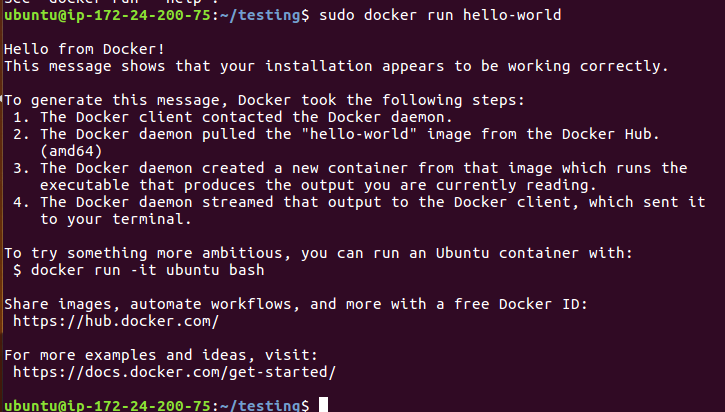 ubuntu@ip-172-24-200-75:~/testing$ sudo docker run hello-world
Hello from Docker!
This message shows that your installation appears to be working correctly.
To generate this message, Docker took the following steps:
1. The Docker client contacted the Docker daemon.
2. The Docker daemon pulled the "hello-world" image from the Docker Hub.
(amd64)
3. The Docker daemon created a new container from that image which runs the
executable that produces the output you are currently reading.
4. The Docker daemon streamed that output to the Docker client, which sent it
to your terminal.
To try something more ambitious, you can run an Ubuntu container with:
$ docker run -it ubuntu bash
Share images, automate workflows, and more with a free Docker ID:
https://hub.docker.com/
For more examples and ideas, visit:
https://docs.docker.com/get-started/
ubuntu@ip-172-24-200-75:~/testing$